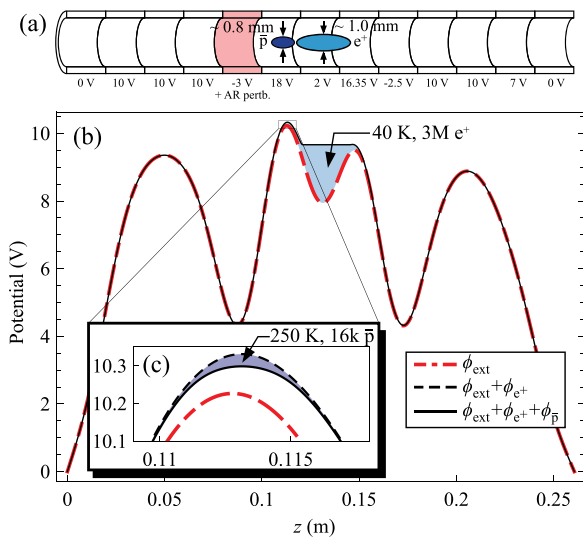 (a)
~ 0.8 mm
~ 1.0 mm
p̄
e⁺
0 V 10 V 10 V 10 V -3 V 18 V 2 V 16.35 V -2.5 V 10 V 10 V 7 V 0 V
+ AR pertb.
(b)
40 K, 3M e⁺
Potential (V)
10
8
6
4
2
0
(c)
250 K, 16k p̄
10.3
10.2
10.1
0.11 0.115
ϕext
ϕext+ϕe⁺
ϕext+ϕe⁺+ϕp̄
0 0.05 0.1 0.15 0.2 0.25
z (m)